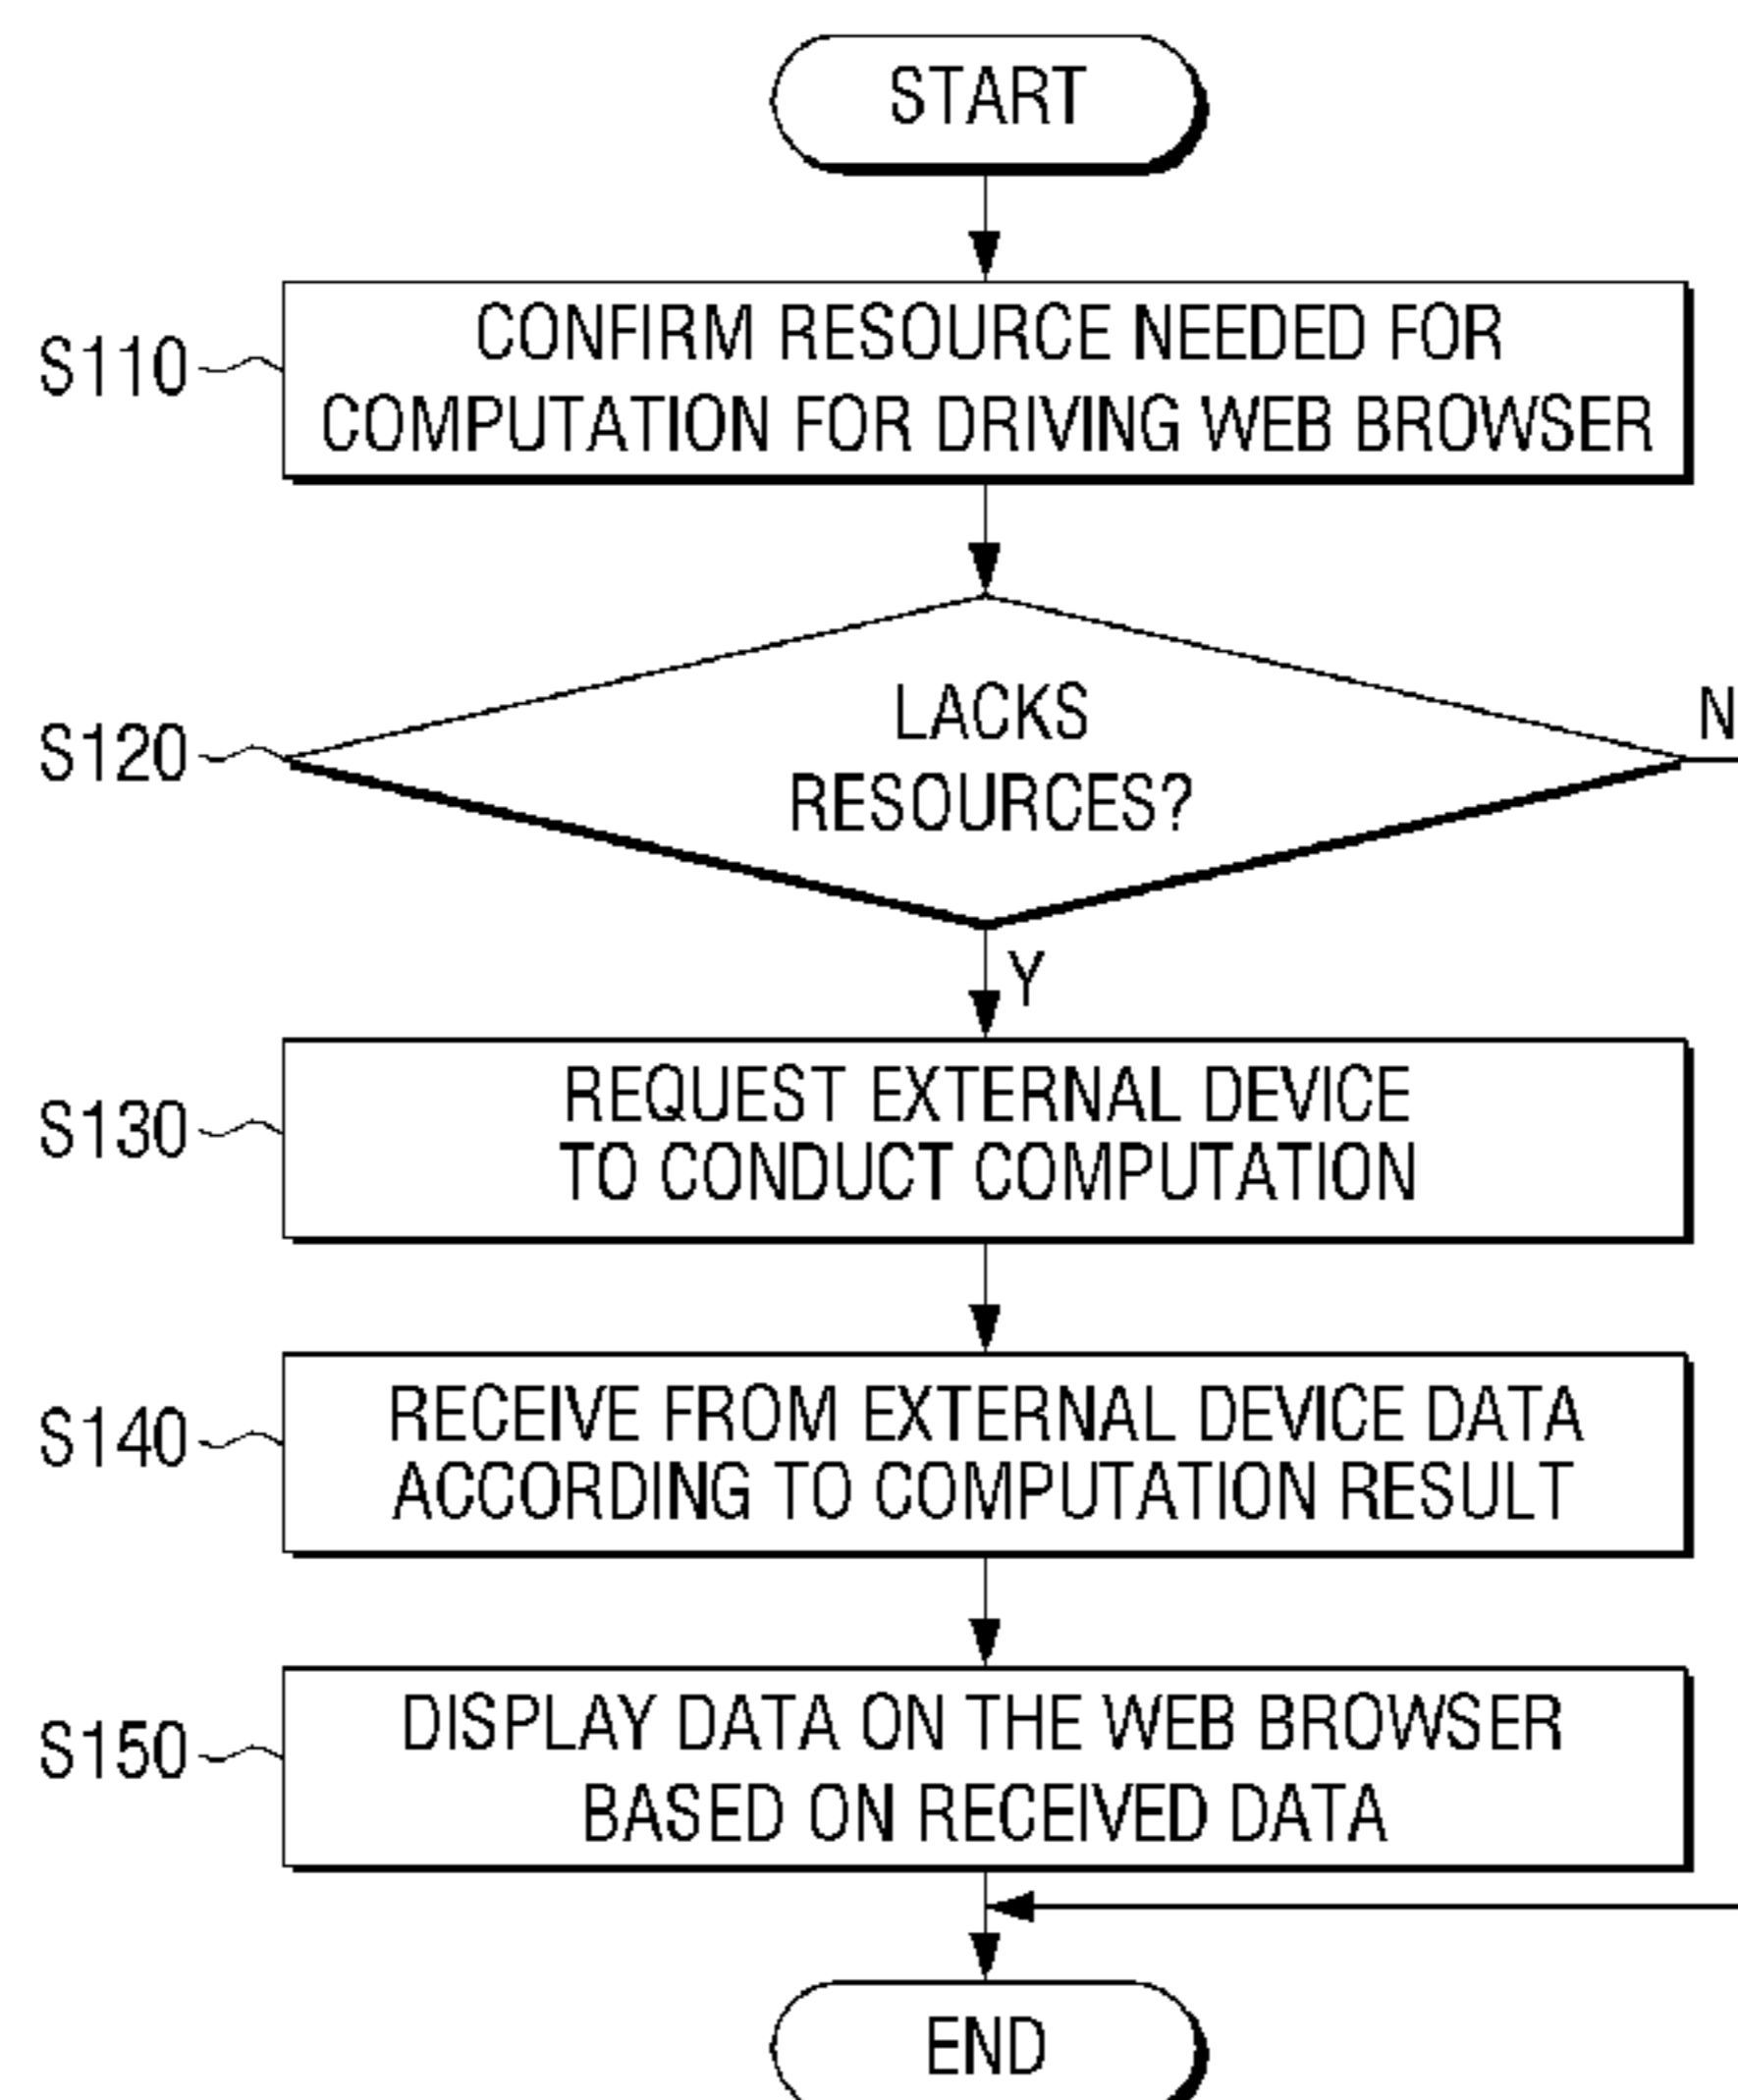 START
S110
CONFIRM RESOURCE NEEDED FOR
COMPUTATION FOR DRIVING WEB BROWSER
S120
LACKS
RESOURCES?
N
Y
S130
REQUEST EXTERNAL DEVICE
TO CONDUCT COMPUTATION
S140
RECEIVE FROM EXTERNAL DEVICE DATA
ACCORDING TO COMPUTATION RESULT
S150
DISPLAY DATA ON THE WEB BROWSER
BASED ON RECEIVED DATA
END